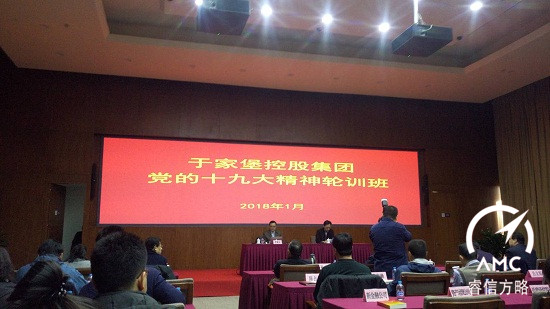 于家堡控股集团
党的十九大精神轮训班
2018年1月
AMC
睿信方略